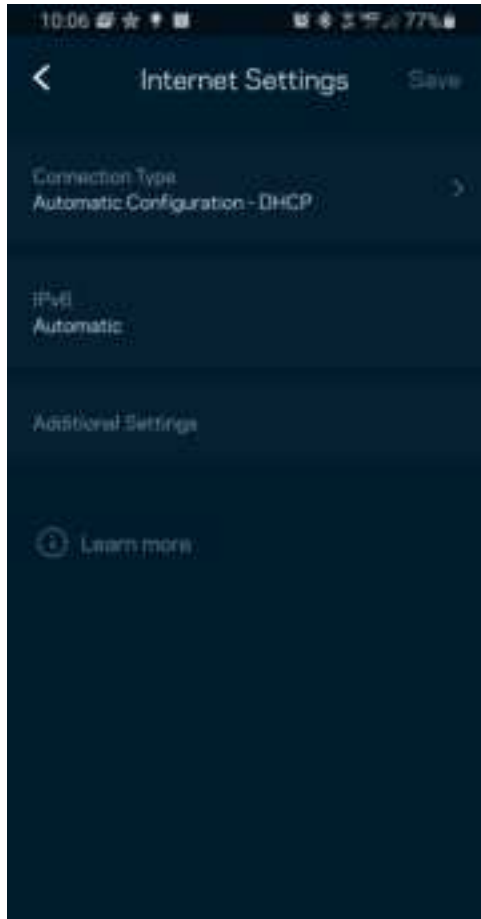 10:06 77%
Internet Settings Save
Connection Type
Automatic Configuration - DHCP
IPv6
Automatic
Additional Settings
Learn more